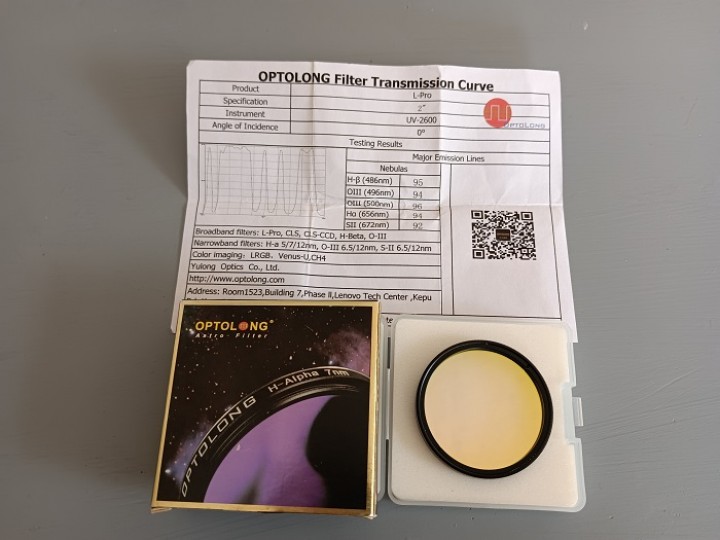 OPTOLONG Filter Transmission Curve
Product L-Pro
Specification 2"
Instrument UV-2600
Angle of Incidence 0°
OPTOLONG
Testing Results
Major Emission Lines
Nebulas
H-β (486nm) 95
OIII (496nm) 94
OIII (500nm) 96
Hα (656nm) 94
SII (672nm) 92
Broadband filters: L-Pro, CLS, CLS-CCD, H-Beta, O-III
Narrowband filters: H-a 5/7/12nm, O-III 6.5/12nm, S-II 6.5/12nm
Color imaging: LRGB, Venus-U,CH4
Yulong Optics Co., Ltd.
http://www.optolong.com
Address: Room1523,Building 7,Phase Ⅱ,Lenovo Tech Center ,Kepu
OPTOLONG®
Astro-Filter
OPTOLONG H-Alpha 7nm